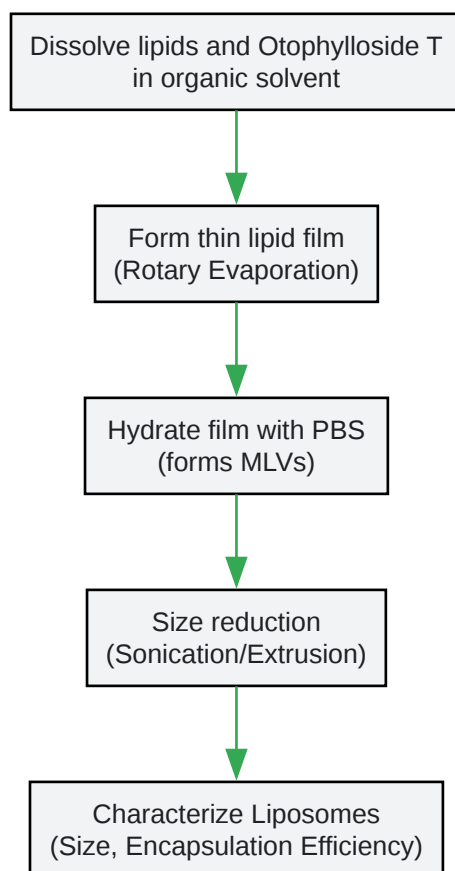 Dissolve lipids and Otophylloside T
in organic solvent
Form thin lipid film
(Rotary Evaporation)
Hydrate film with PBS
(forms MLVs)
Size reduction
(Sonication/Extrusion)
Characterize Liposomes
(Size, Encapsulation Efficiency)